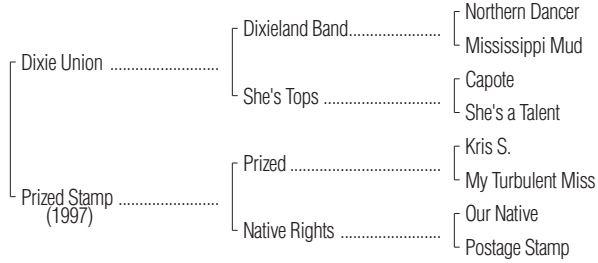 Northern Dancer
Dixieland Band......................
Mississippi Mud
Dixie Union ..........................
Capote
She's Tops ............................
She's a Talent
Kris S.
Prized ....................................
My Turbulent Miss
Prized Stamp ........................
(1997)
Our Native
Native Rights ........................
Postage Stamp